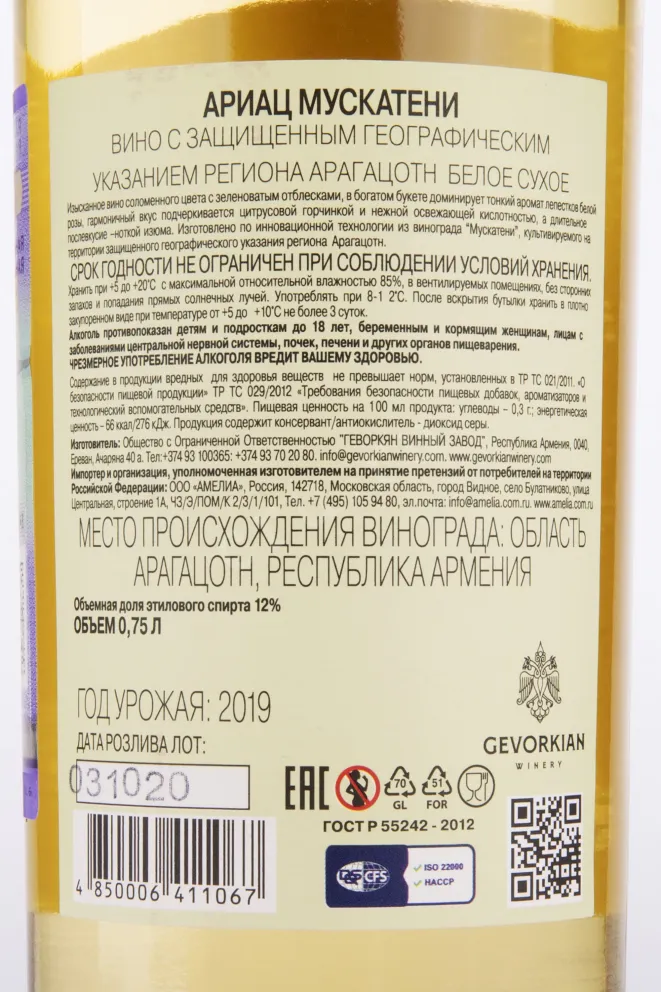 АРИАЦ МУСКАТЕНИ
ВИНО С ЗАЩИЩЕННЫМ ГЕОГРАФИЧЕСКИМ
УКАЗАНИЕМ РЕГИОНА АРАГАЦОТН БЕЛОЕ СУХОЕ
Изысканное вино соломенного цвета с зеленоватым отблесками, в богатом букете доминирует тонкий аромат лепестков белой
розы, гармоничный вкус подчеркивается цитрусовой горчинкой и нежной освежающей кислотностью, а длительное
послевкусие –ноткой изюма. Изготовлено по инновационной технологии из винограда "Мускатени", культивируемого на
территории защищенного географического указания региона Арагацотн.
СРОК ГОДНОСТИ НЕ ОГРАНИЧЕН ПРИ СОБЛЮДЕНИИ УСЛОВИЙ ХРАНЕНИЯ.
Хранить при +5 до +20°С с максимальной относительной влажностью 85%, в вентилируемых помещениях, без сторонних
запахов и попадания прямых солнечных лучей. Употреблять при 8-1 2°С. После вскрытия бутылки хранить в плотно
закупоренном виде при температуре от +5 до +10°С не более 3 суток.
Алкоголь противопоказан детям и подросткам до 18 лет, беременным и кормящим женщинам, лицам с
заболеваниями центральной нервной системы, почек, печени и других органов пищеварения.
ЧРЕЗМЕРНОЕ УПОТРЕБЛЕНИЕ АЛКОГОЛЯ ВРЕДИТ ВАШЕМУ ЗДОРОВЬЮ.
Содержание в продукции вредных для здоровья веществ не превышает норм, установленных в ТР ТС 021/2011. «О
безопасности пищевой продукции» ТР ТС 029/2012 «Требования безопасности пищевых добавок, ароматизаторов и
технологический вспомогательных средств». Пищевая ценность на 100 мл продукта: углеводы – 0,3 г.; энергетическая
ценность – 66 ккал/276 кДж. Продукция содержит консервант/антиокислитель - диоксид серы.
Изготовитель: Общество с Ограниченной Ответственностью "ГЕВОРКЯН ВИННЫЙ ЗАВОД", Республика Армения, 0040,
Ереван, Ачаряна 40 а. Тел:+374 93 100365: +374 93 70 20 80. info@gevorkianwinery.com. www.gevorkianwinery.com
Импортер и организация, уполномоченная изготовителем на принятие претензий от потребителей на территории
Российской Федерации: ООО «АМЕЛИА», Россия, 142718, Московская область, город Видное, село Булатниково, улица
Центральная, строение 1А, ЧЗ/Э/ПОМ/К 2/3/1/101, Тел. +7 (495) 105 94 80, эл.почта: info@amelia.com.ru, www.amelia.com.ru
МЕСТО ПРОИСХОЖДЕНИЯ ВИНОГРАДА: ОБЛАСТЬ
АРАГАЦОТН, РЕСПУБЛИКА АРМЕНИЯ
Объемная доля этилового спирта 12%
ОБЪЕМ 0,75 Л
ГОД УРОЖАЯ: 2019
ДАТА РОЗЛИВА ЛОТ:
031020
4 850006 411067
GEVORKIAN
WINERY
EAC
70
GL
51
FOR
ГОСТ Р 55242 - 2012
DQS CFS
ISO 22000
HACCP